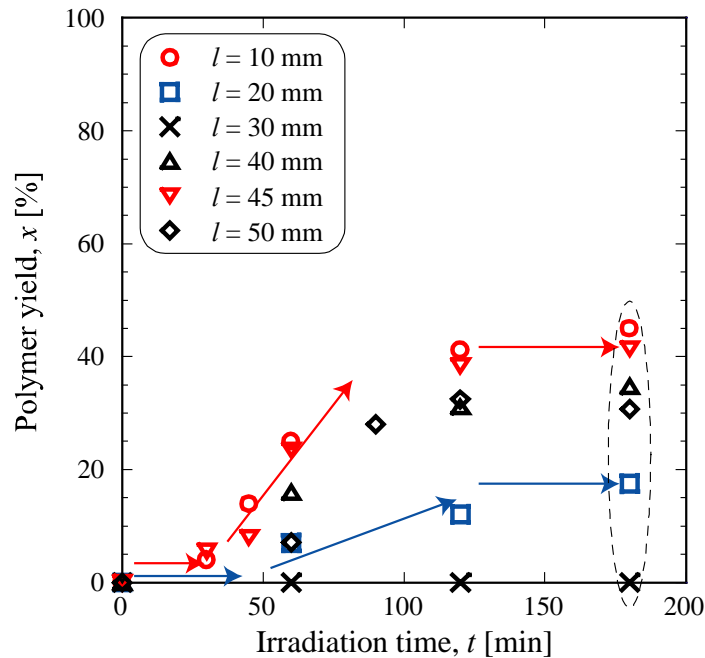 100
80
60
40
20
0
Polymer yield, x [%]
l = 10 mm
l = 20 mm
l = 30 mm
l = 40 mm
l = 45 mm
l = 50 mm
0 50 100 150 200
Irradiation time, t [min]